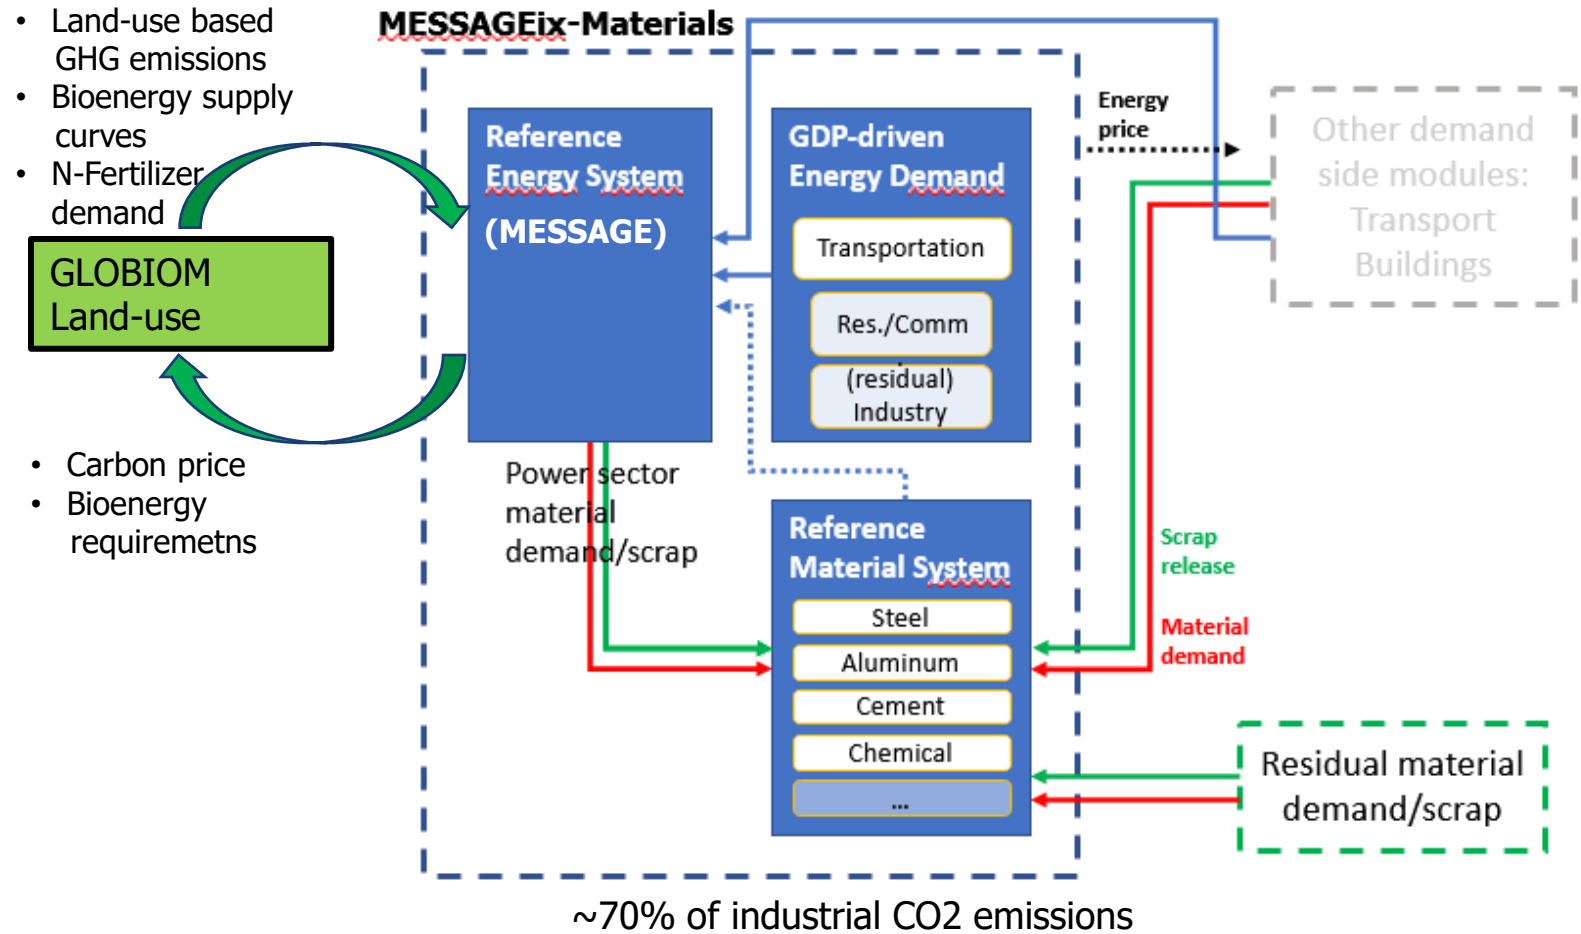 • Land-use based
GHG emissions
• Bioenergy supply
curves
• N-Fertilizer
demand
GLOBIOM
Land-use
• Carbon price
• Bioenergy
requiremetns
MESSAGEix-Materials
Reference
Energy System
(MESSAGE)
GDP-driven
Energy Demand
Transportation
Res./Comm
.
(residual)
Industry
Energy
price
Other demand
side modules:
Transport
Buildings
Power sector
material
demand/scrap
Reference
Material System
Steel
Aluminum
Cement
Chemical
...
Scrap
release
Material
demand
Residual material
demand/scrap
~70% of industrial CO2 emissions